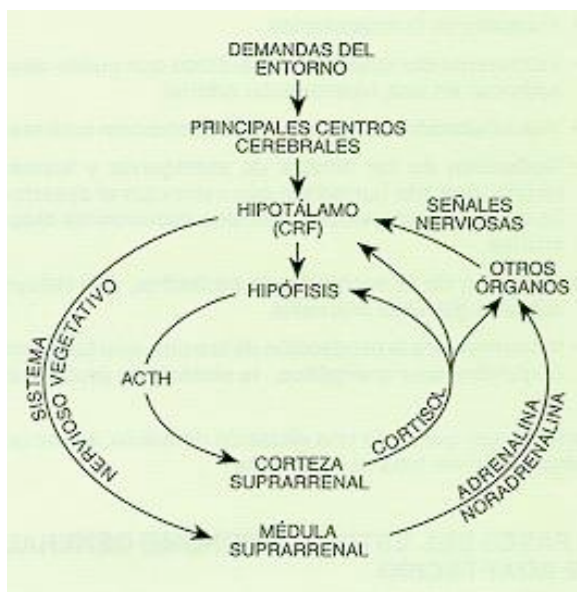 DEMANDAS DEL
ENTORNO
PRINCIPALES CENTROS
CEREBRALES
HIPOTÁLAMO
(CRF)
SEÑALES
NERVIOSAS
HIPÓFISIS
OTROS
ÓRGANOS
SISTEMA
NERVIOSO VEGETATIVO
ACTH
CORTISOL
CORTEZA
SUPRARRENAL
ADRENALINA
NORADRENALINA
MÉDULA
SUPRARRENAL